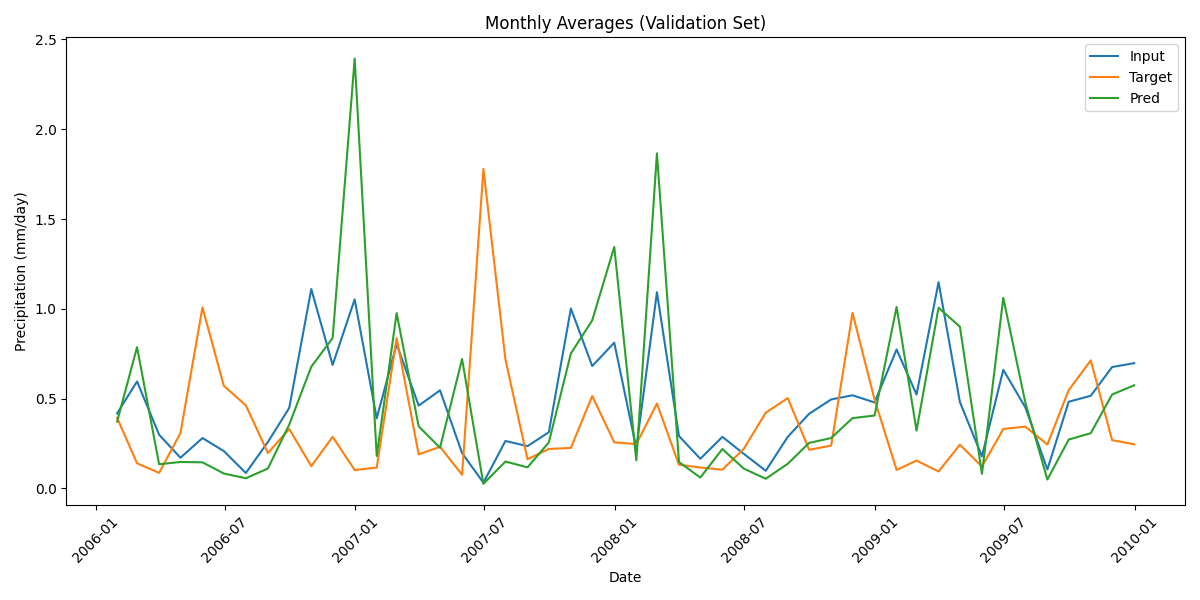 Monthly Averages (Validation Set)
Input
Target
Pred
Precipitation (mm/day)
2.5
2.0
1.5
1.0
0.5
0.0
2006-01
2006-07
2007-01
2007-07
2008-01
2008-07
2009-01
2009-07
2010-01
Date